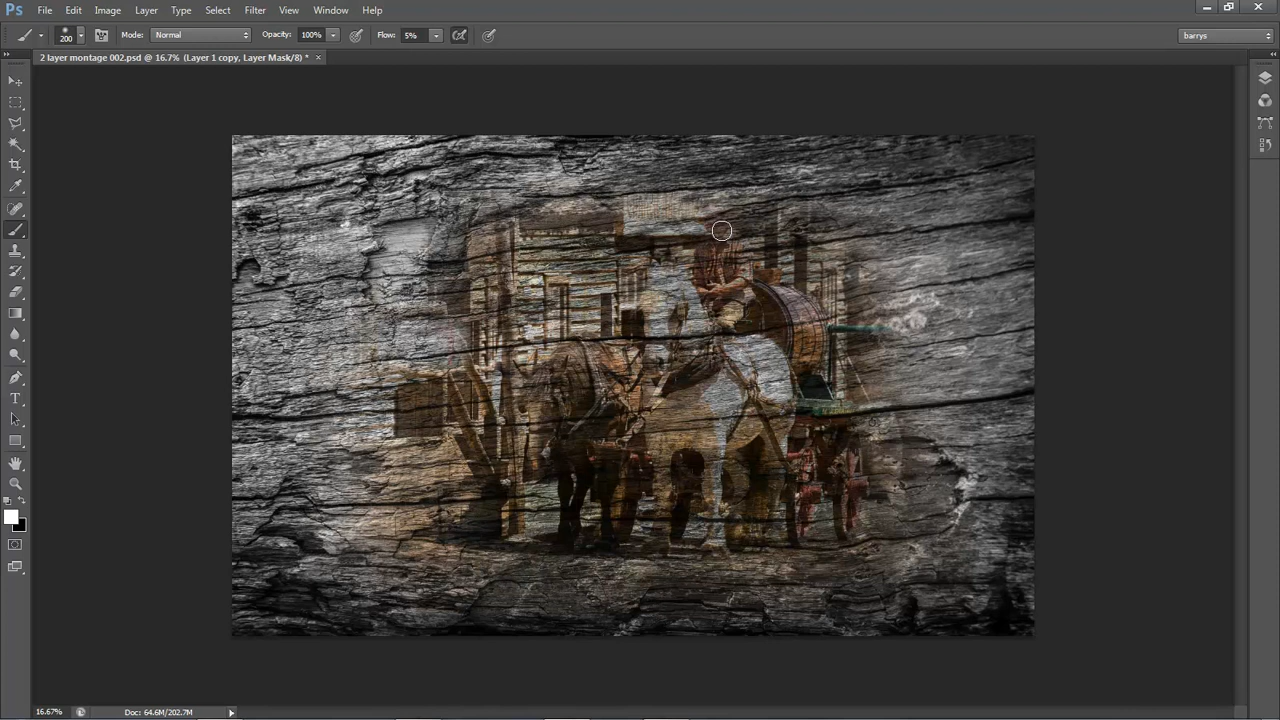 Ps File Edit Image Layer Type Select Filter View Window Help
200 Mode: Normal Opacity: 100% Flow: 5% barrys
2 layer montage 002.psd @ 16.7% (Layer 1 copy, Layer Mask/8) * ×
T
16.67% Doc: 64.6M/202.7M